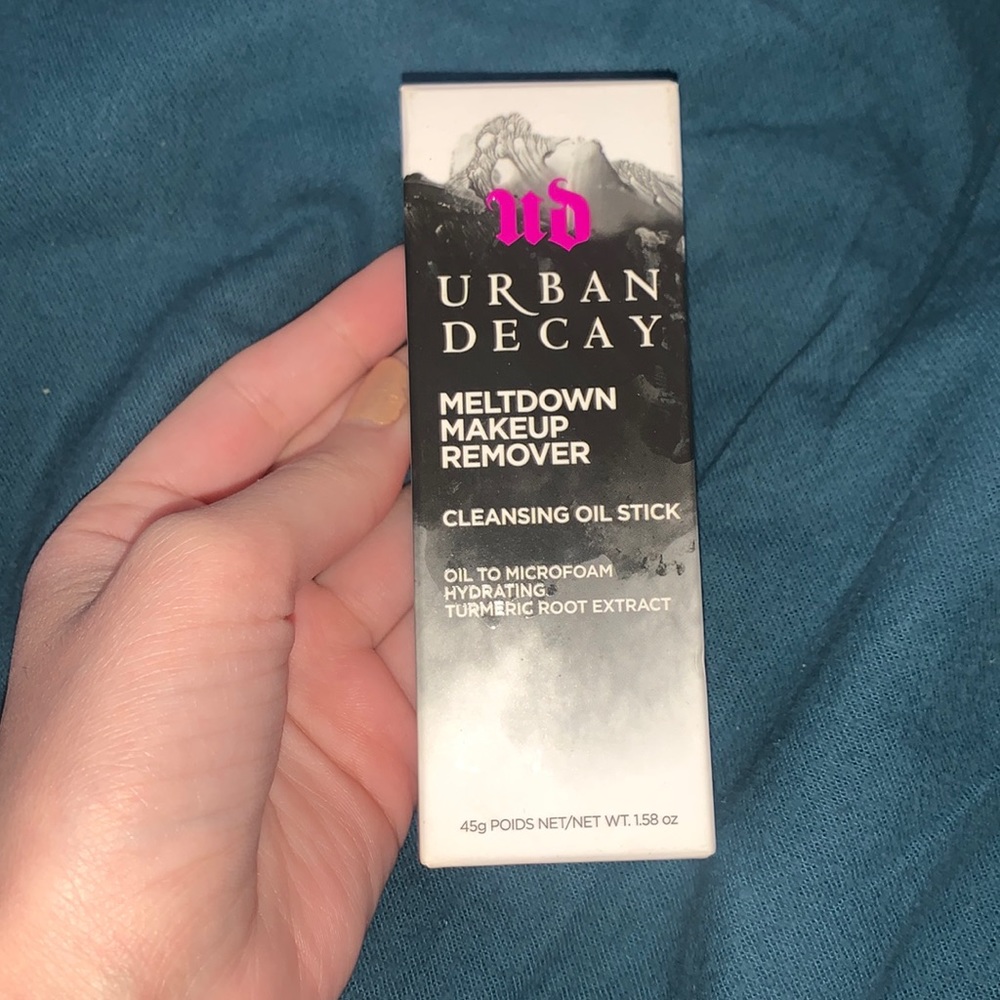 ud
URBAN
DECAY
MELTDOWN
MAKEUP
REMOVER
CLEANSING OIL STICK
OIL TO MICROFOAM
HYDRATING
TURMERIC ROOT EXTRACT
45g POIDS NET/NET WT. 1.58 oz